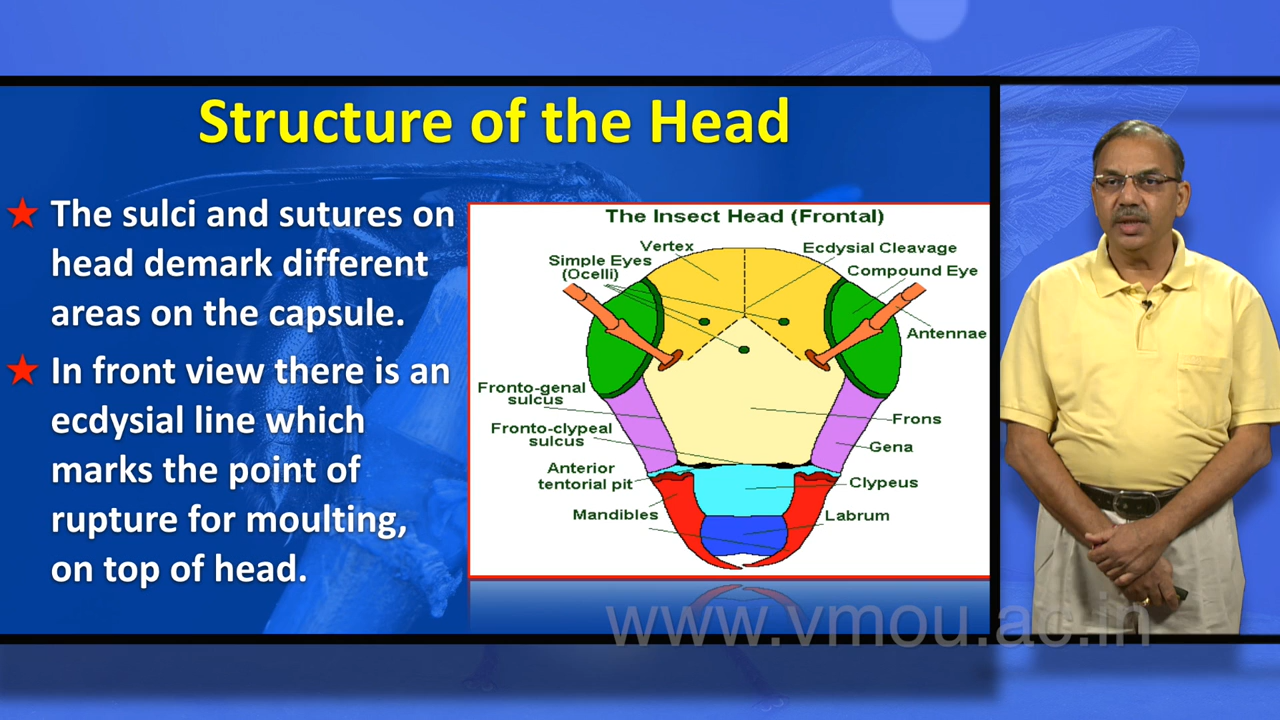 Structure of the Head
★ The sulci and sutures on
head demark different
areas on the capsule.
★ In front view there is an
ecdysial line which
marks the point of
rupture for moulting,
on top of head.
The Insect Head (Frontal)
Vertex
Ecdysial Cleavage
Simple Eyes
(Ocelli)
Compound Eye
Antennae
Fronto-genal
sulcus
Frons
Fronto-clypeal
sulcus
Gena
Anterior
tentorial pit
Clypeus
Mandibles
Labrum
www.vmou.ac.in